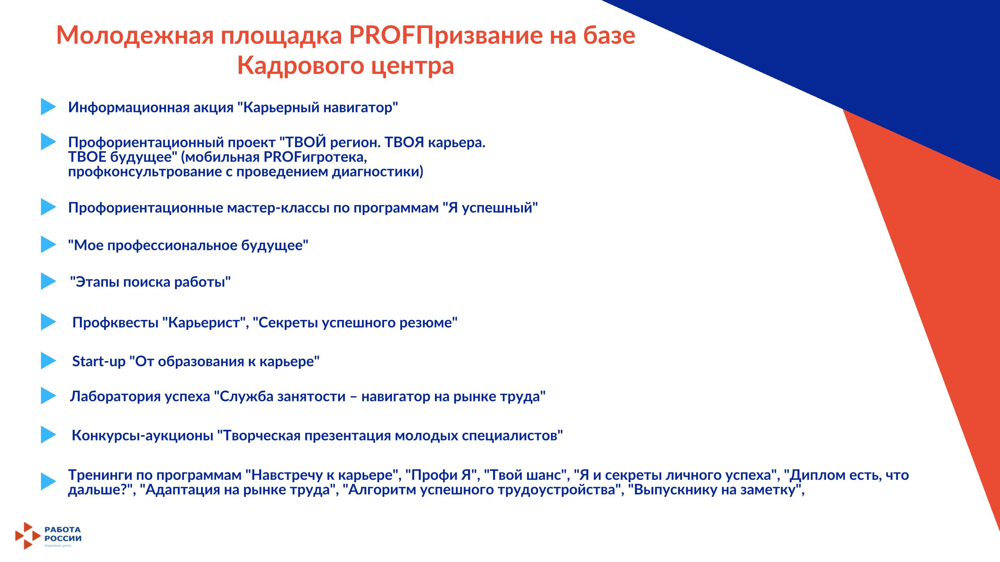 Молодежная площадка PROFПризвание на базе
Кадрового центра
Информационная акция "Карьерный навигатор"
Профориентационный проект "ТВОЙ регион. ТВОЯ карьера.
ТВОЕ будущее" (мобильная PROFигротека,
профконсультрование с проведением диагностики)
Профориентационные мастер-классы по программам "Я успешный"
"Мое профессиональное будущее"
"Этапы поиска работы"
Профквесты "Карьерист", "Секреты успешного резюме"
Start-up "От образования к карьере"
Лаборатория успеха "Служба занятости – навигатор на рынке труда"
Конкурсы-аукционы "Творческая презентация молодых специалистов"
Тренинги по программам "Навстречу к карьере", "Профи Я", "Твой шанс", "Я и секреты личного успеха", "Диплом есть, что
дальше?", "Адаптация на рынке труда", "Алгоритм успешного трудоустройства", "Выпускнику на заметку",
РАБОТА
РОССИИ
Кадровый центр